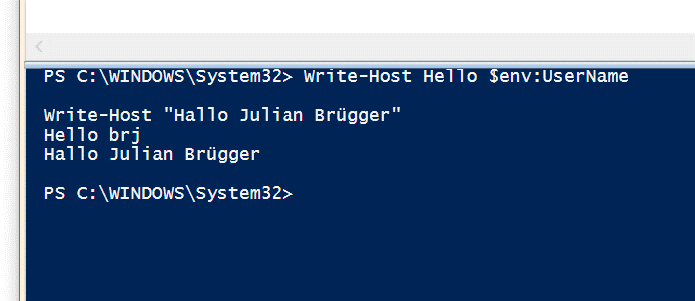 PS C:\WINDOWS\System32> Write-Host Hello $env:UserName
Write-Host "Hallo Julian Brügger"
Hello brj
Hallo Julian Brügger
PS C:\WINDOWS\System32>